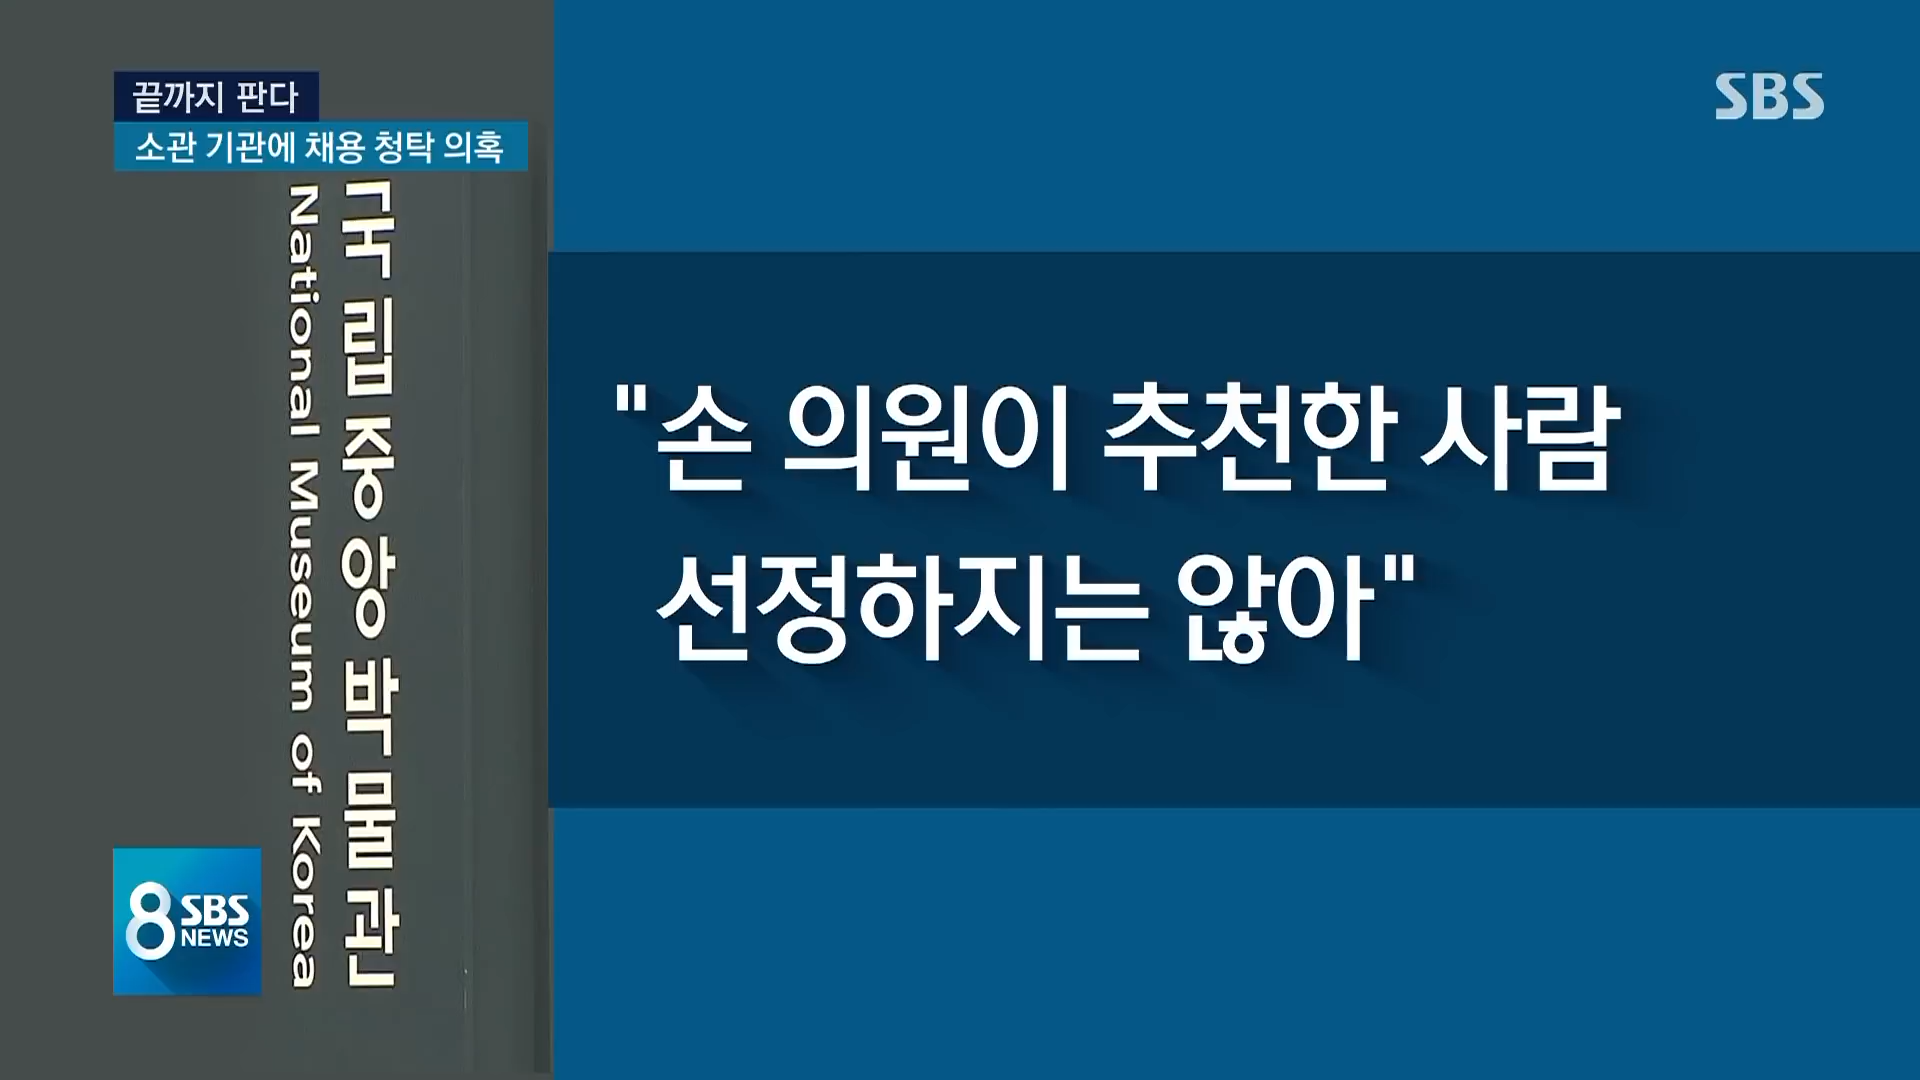 끝까지 판다
소관 기관에 채용 청탁 의혹
SBS
국립중앙박물관
National Museum of Korea
"손 의원이 추천한 사람
선정하지는 않아"
8 SBS
NEWS